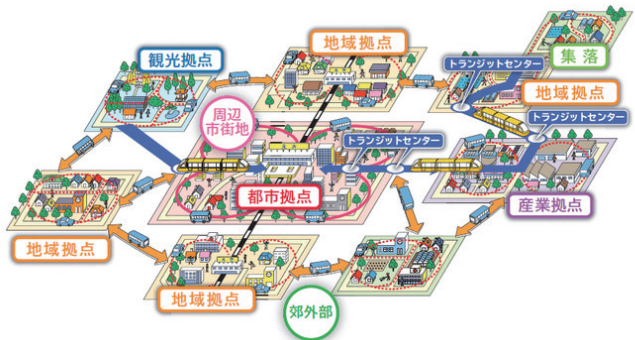 地域拠点
観光拠点
トランジットセンター
集落
地域拠点
周辺
市街地
トランジットセンター
トランジットセンター
都市拠点
産業拠点
地域拠点
地域拠点
郊外部